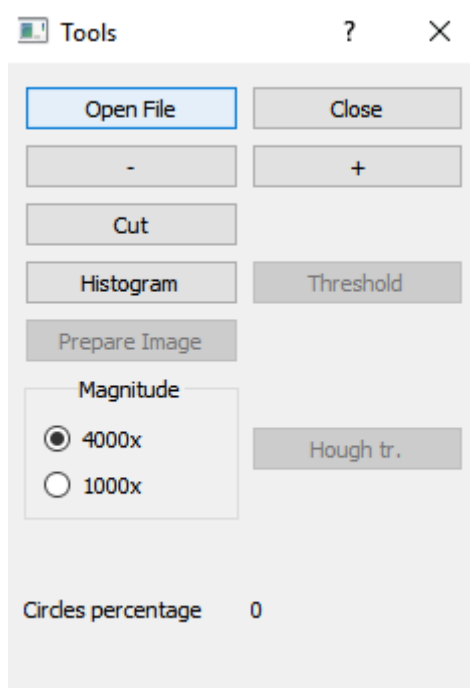 Tools ?
Open File Close
- +
Cut
Histogram Threshold
Prepare Image
Magnitude
4000x
Hough tr.
1000x
Circles percentage 0